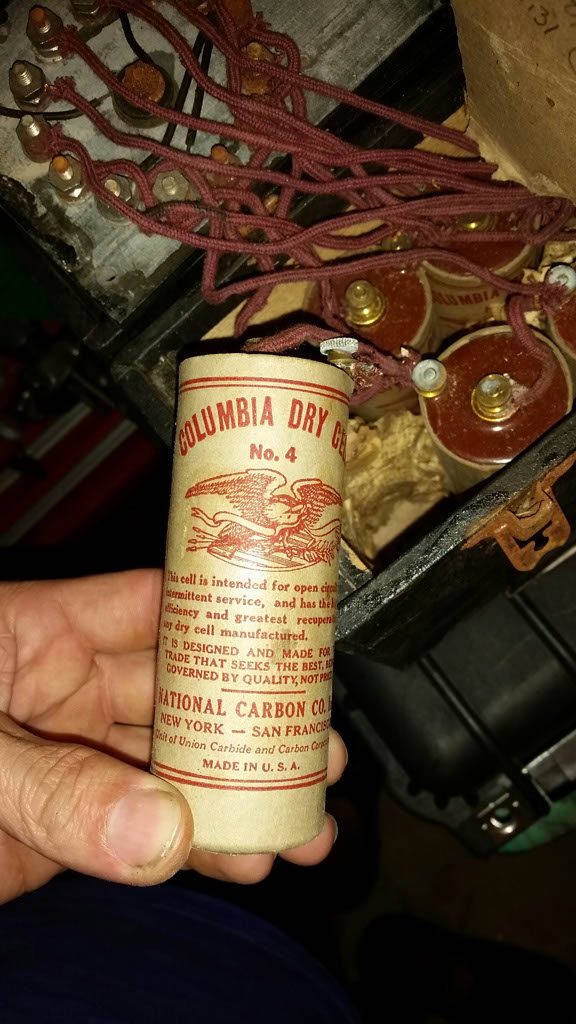 COLUMBIA DRY
No. 4
This cell is intended for open
intermittent service, and has the
efficiency and greatest
any dry cell manufactured.
IT IS DESIGNED AND MADE FOR
TRADE THAT SEEKS THE BEST,
GOVERNED BY QUALITY, NOT
NATIONAL CARBON CO.
NEW YORK — SAN
Unit of Union Carbide and Carbon
MADE IN U. S. A.
COLUMBIA
131